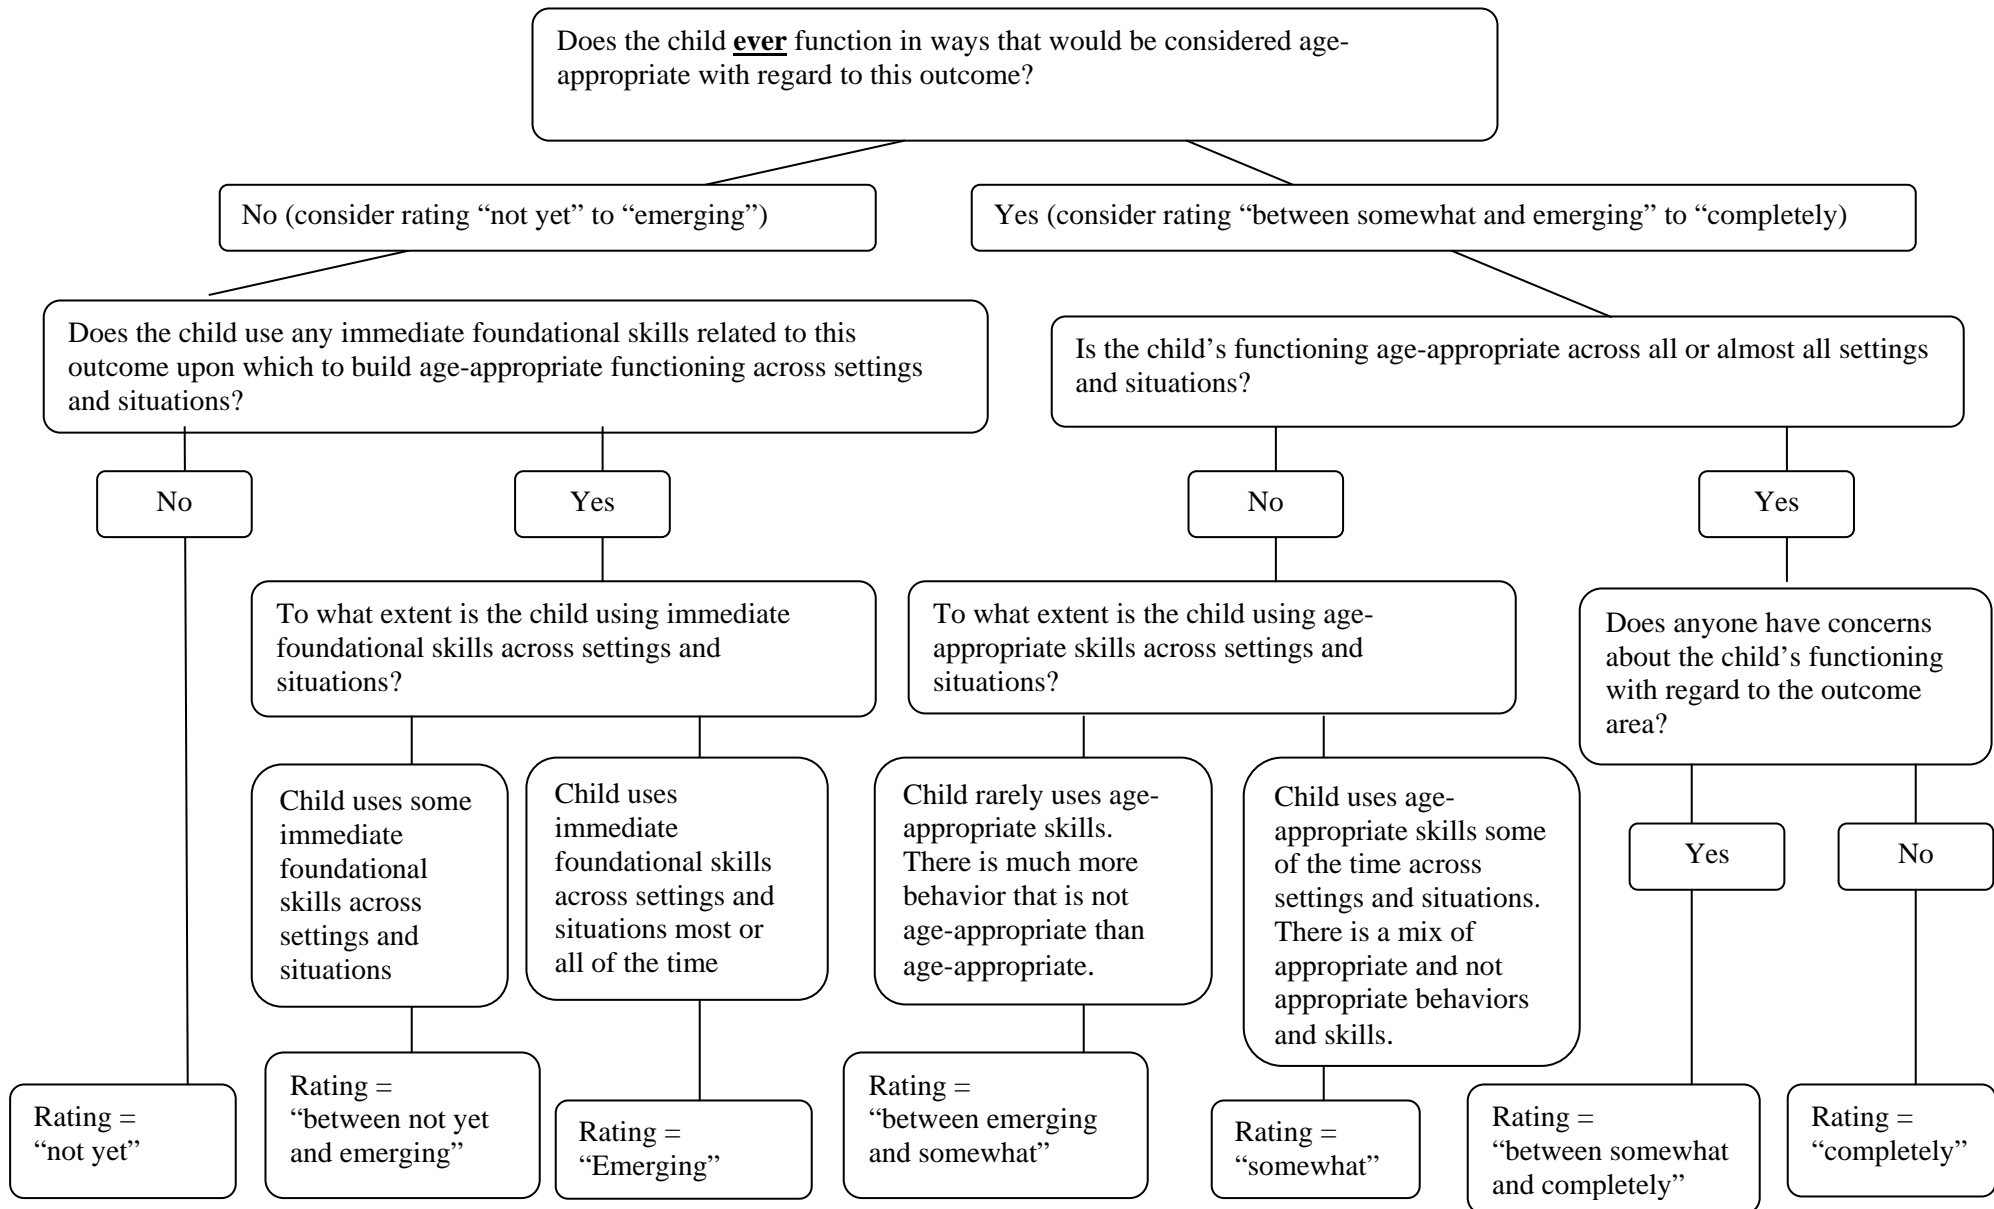 Does the child ever function in ways that would be considered age-
appropriate with regard to this outcome?
No (consider rating “not yet” to “emerging”)
Yes (consider rating “between somewhat and emerging” to “completely)
Does the child use any immediate foundational skills related to this
outcome upon which to build age-appropriate functioning across settings
and situations?
Is the child’s functioning age-appropriate across all or almost all settings
and situations?
No
Yes
No
Yes
To what extent is the child using immediate
foundational skills across settings and
situations?
To what extent is the child using age-
appropriate skills across settings and
situations?
Does anyone have concerns
about the child’s functioning
with regard to the outcome
area?
Child uses some
immediate
foundational
skills across
settings and
situations
Child uses
immediate
foundational skills
across settings and
situations most or
all of the time
Child rarely uses age-
appropriate skills.
There is much more
behavior that is not
age-appropriate than
age-appropriate.
Child uses age-
appropriate skills some
of the time across
settings and situations.
There is a mix of
appropriate and not
appropriate behaviors
and skills.
Yes
No
Rating =
“not yet”
Rating =
“between not yet
and emerging”
Rating =
“Emerging”
Rating =
“between emerging
and somewhat”
Rating =
“somewhat”
Rating =
“between somewhat
and completely”
Rating =
“completely”